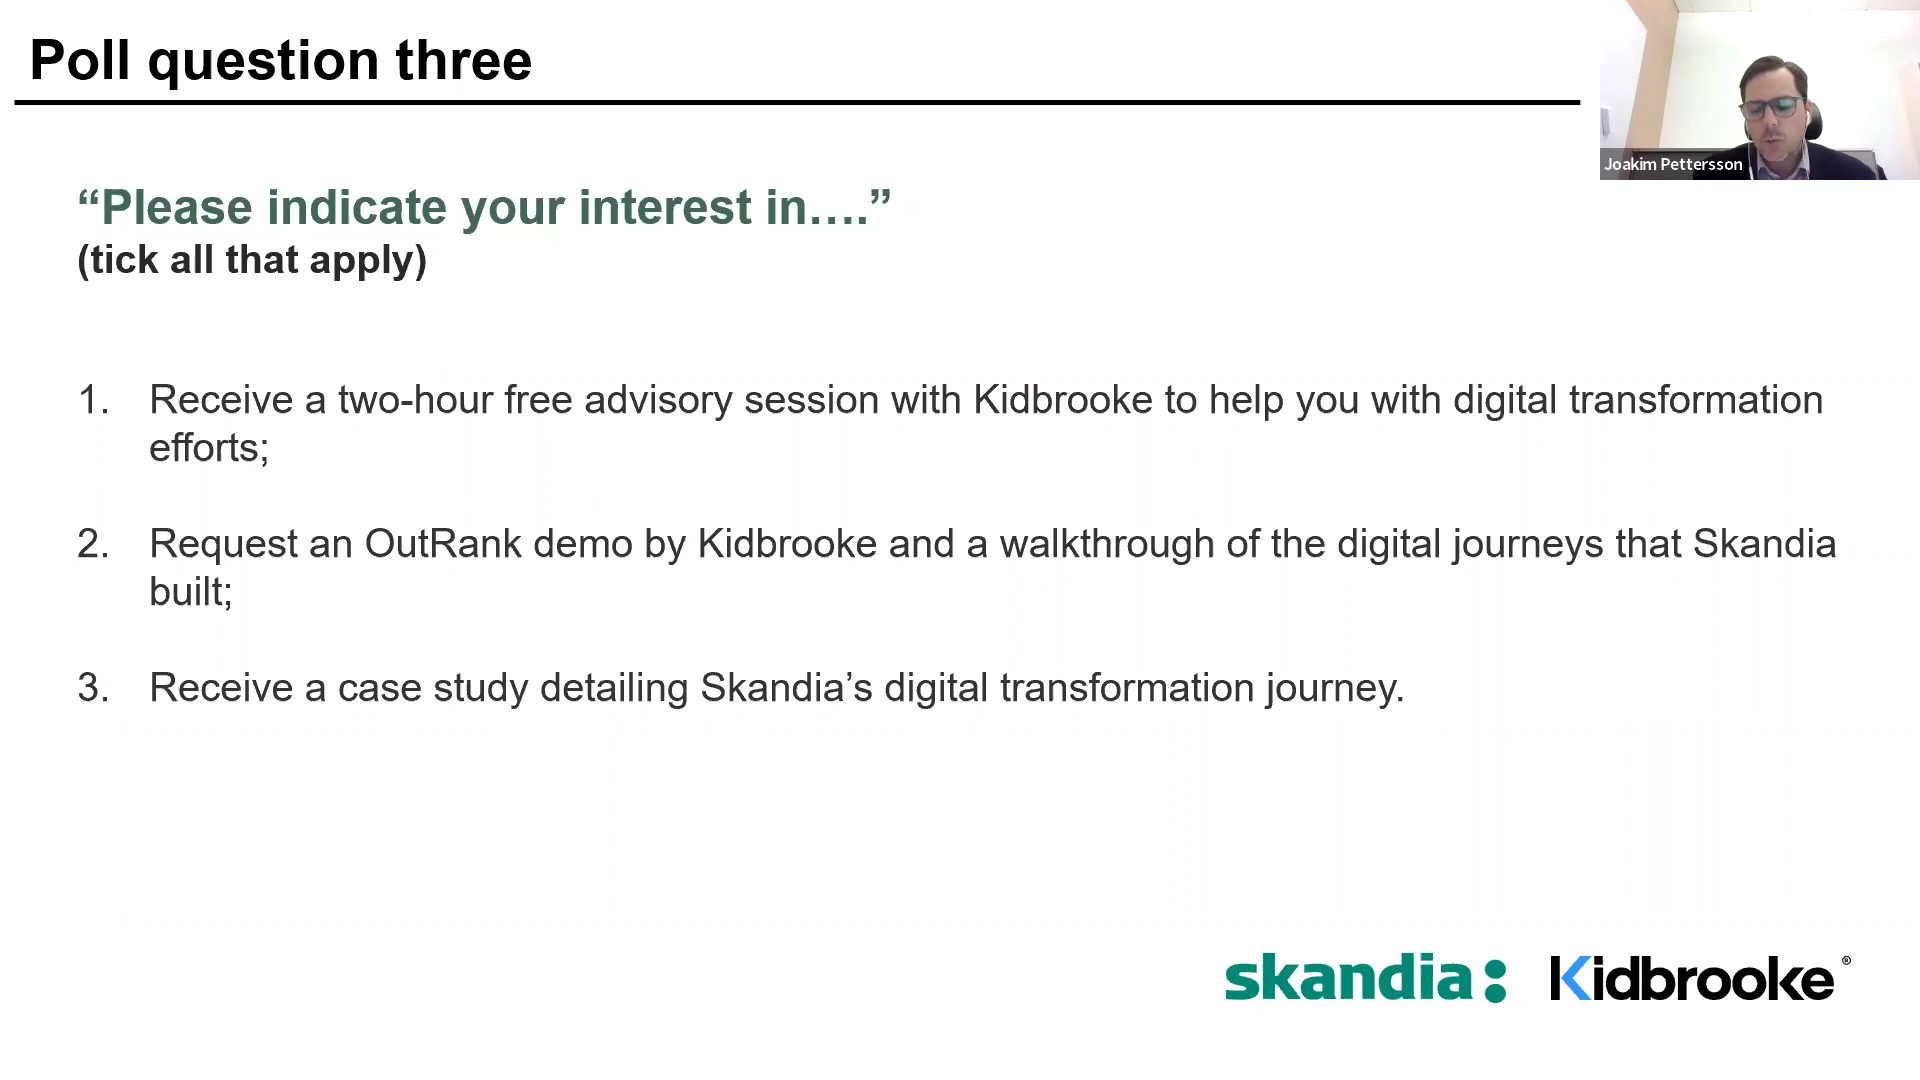 Poll question three
Joakim Pettersson
“Please indicate your interest in….”
(tick all that apply)
1. Receive a two-hour free advisory session with Kidbrooke to help you with digital transformation
efforts;
2. Request an OutRank demo by Kidbrooke and a walkthrough of the digital journeys that Skandia
built;
3. Receive a case study detailing Skandia’s digital transformation journey.
skandia: Kidbrooke®